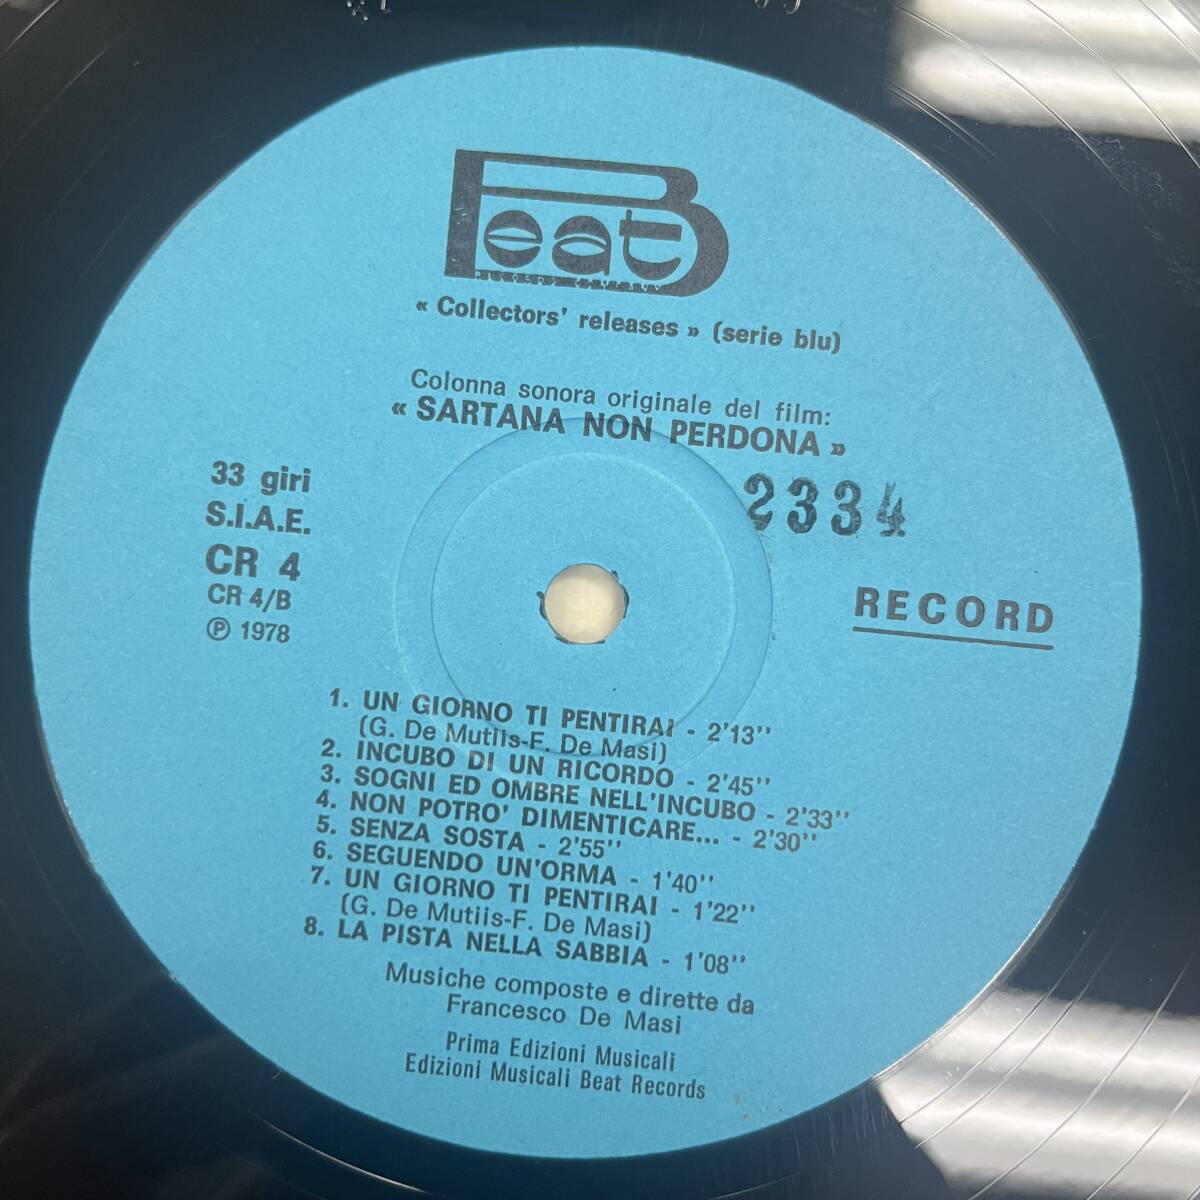 Beat
« Collectors' releases » (serie blu)
Colonna sonora originale del film:
« SARTANA NON PERDONA »
33 giri
S.I.A.E.
CR 4
CR 4/B
℗ 1978
2334
RECORD
1. UN GIORNO TI PENTIRAI - 2'13''
(G. De Mutiis-F. De Masi)
2. INCUBO DI UN RICORDO - 2'45''
3. SOGNI ED OMBRE NELL'INCUBO - 2'33''
4. NON POTRO' DIMENTICARE... - 2'30''
5. SENZA SOSTA - 2'55''
6. SEGUENDO UN'ORMA - 1'40''
7. UN GIORNO TI PENTIRAI - 1'22''
(G. De Mutiis-F. De Masi)
8. LA PISTA NELLA SABBIA - 1'08''
Musiche composte e dirette da
Francesco De Masi
Prima Edizioni Musicali
Edizioni Musicali Beat Records